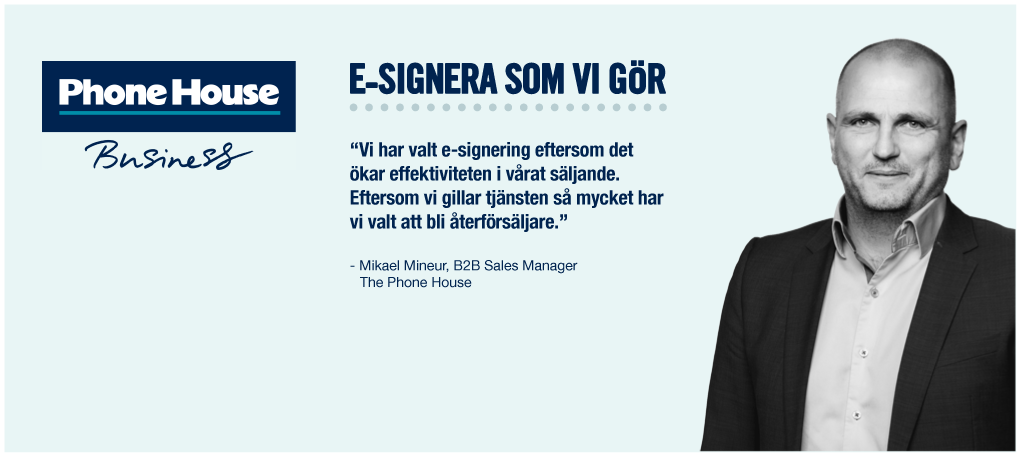 Phone House
Business
E-SIGNERA SOM VI GÖR
“Vi har valt e-signering eftersom det
ökar effektiviteten i vårat säljande.
Eftersom vi gillar tjänsten så mycket har
vi valt att bli återförsäljare.”
- Mikael Mineur, B2B Sales Manager
The Phone House